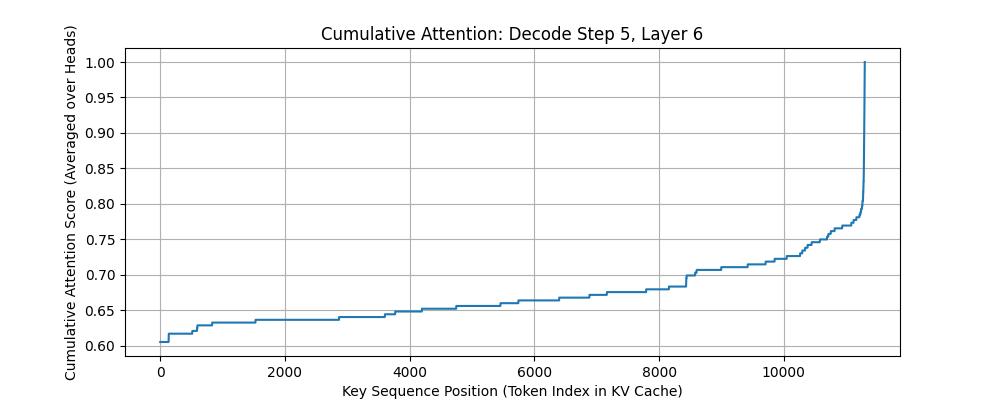 Cumulative Attention: Decode Step 5, Layer 6
Cumulative Attention Score (Averaged over Heads)
1.00
0.95
0.90
0.85
0.80
0.75
0.70
0.65
0.60
0 2000 4000 6000 8000 10000
Key Sequence Position (Token Index in KV Cache)